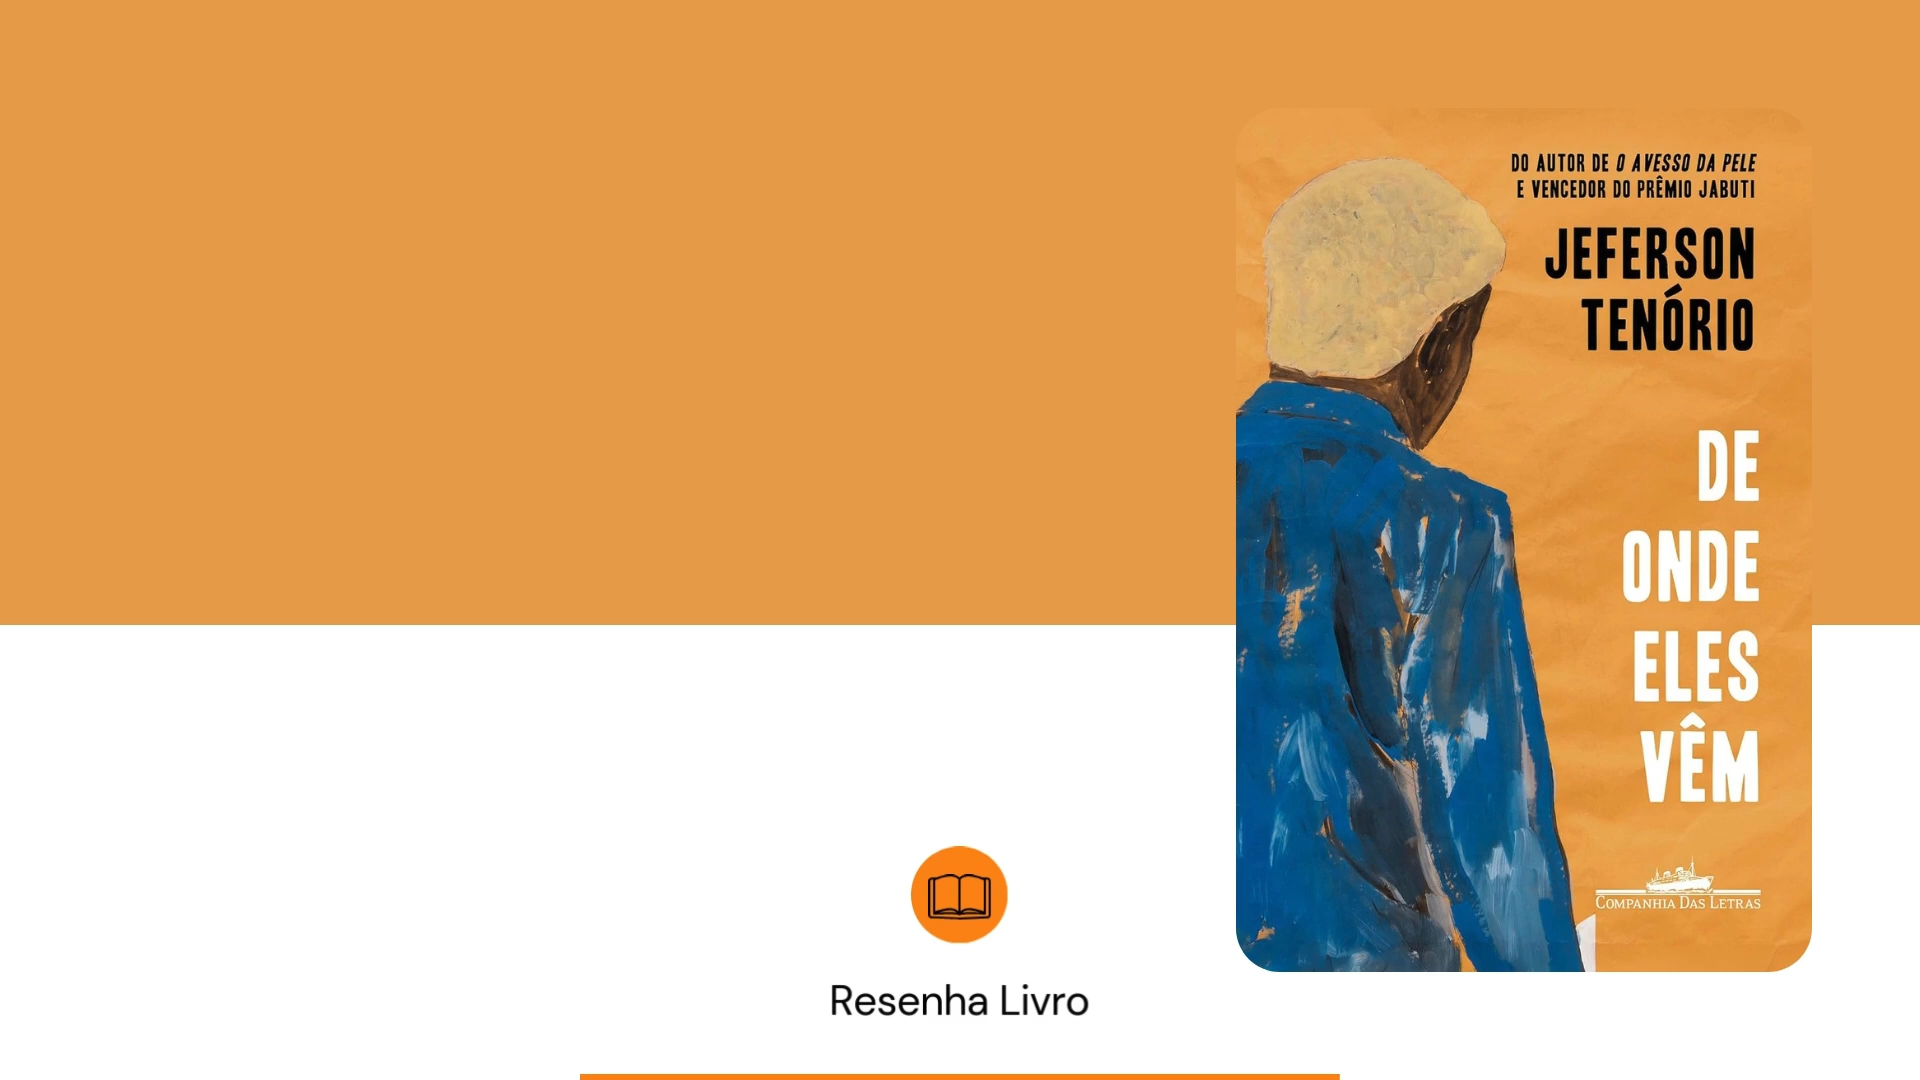 DO AUTOR DE O AVESSO DA PELE
E VENCEDOR DO PRÊMIO JABUTI
JEFERSON
TENÓRIO
DE
ONDE
ELES
VÊM
COMPANHIA DAS LETRAS
Resenha Livro